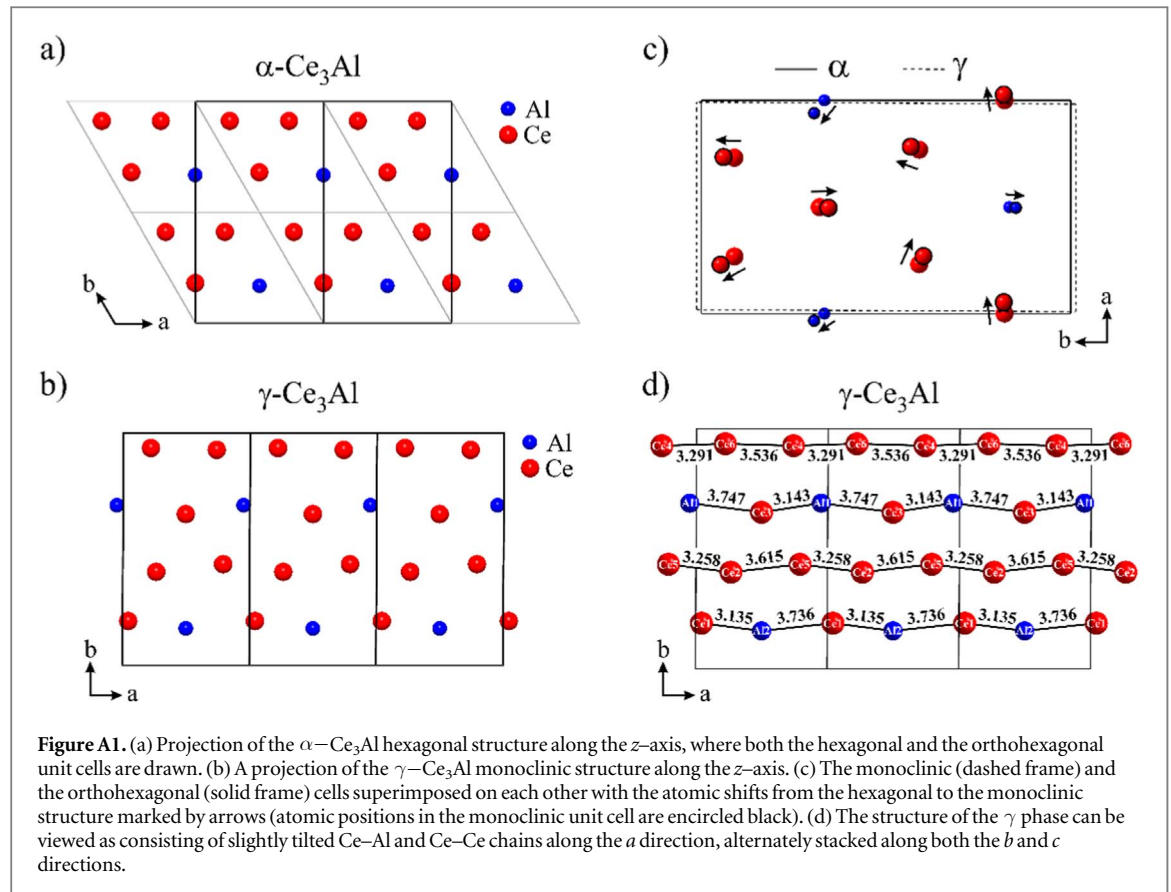 a)
α-Ce₃Al
Al
Ce
b
a
c)
α
γ
a
b
b)
γ-Ce₃Al
Al
Ce
b
a
d)
γ-Ce₃Al
Ce4 Ce6 Ce4 Ce6 Ce4 Ce6 Ce4 Ce6
3.291 3.536 3.291 3.536 3.291 3.536 3.291
3.747 3.143 3.747 3.143 3.747 3.143
Al1 Ce3 Al1 Ce3 Al1 Ce3 Al1
3.258 3.615 3.258 3.615 3.258 3.615 3.258
Ce5 Ce2 Ce5 Ce2 Ce5 Ce2 Ce5 Ce2
3.135 3.736 3.135 3.736 3.135 3.736
Ce1 Al2 Ce1 Al2 Ce1 Al2 Ce1
b
a
Figure A1. (a) Projection of the α−Ce₃Al hexagonal structure along the z–axis, where both the hexagonal and the orthohexagonal
unit cells are drawn. (b) A projection of the γ−Ce₃Al monoclinic structure along the z–axis. (c) The monoclinic (dashed frame) and
the orthohexagonal (solid frame) cells superimposed on each other with the atomic shifts from the hexagonal to the monoclinic
structure marked by arrows (atomic positions in the monoclinic unit cell are encircled black). (d) The structure of the γ phase can be
viewed as consisting of slightly tilted Ce–Al and Ce–Ce chains along the a direction, alternately stacked along both the b and c
directions.